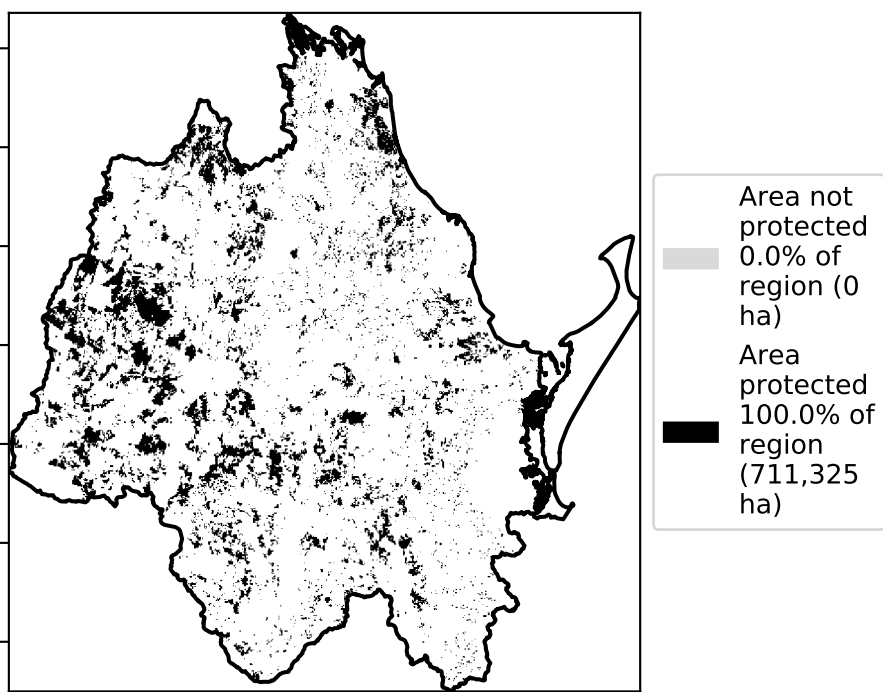 Area not
protected
0.0% of
region (0
ha)
Area
protected
100.0% of
region
(711,325
ha)